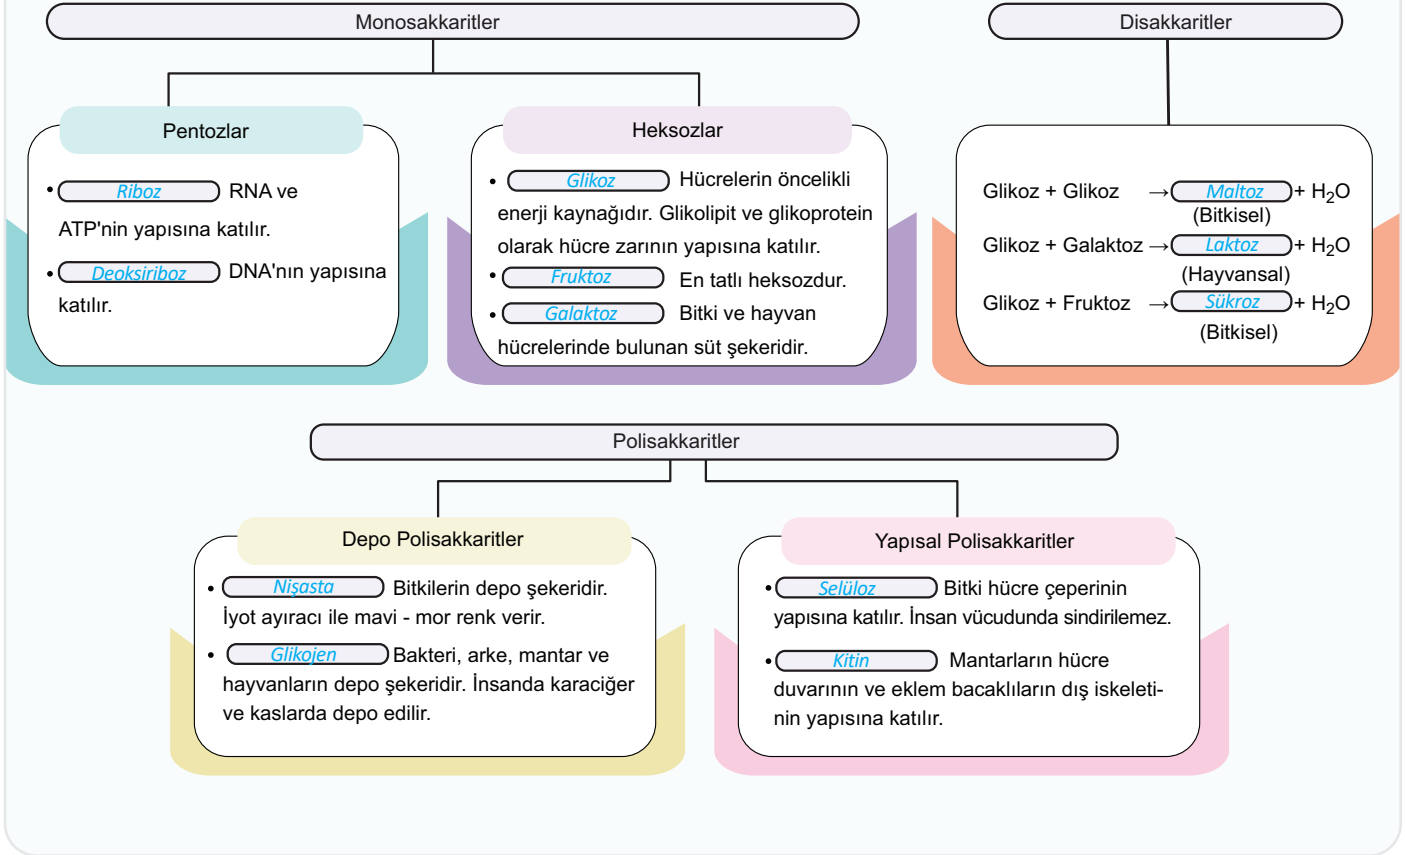 Monosakkaritler
Pentozlar
• Riboz RNA ve
ATP'nin yapısına katılır.
• Deoksiriboz DNA'nın yapısına
katılır.
Heksozlar
• Glikoz Hücrelerin öncelikli
enerji kaynağıdır. Glikolipit ve glikoprotein
olarak hücre zarının yapısına katılır.
• Fruktoz En tatlı heksozdur.
• Galaktoz Bitki ve hayvan
hücrelerinde bulunan süt şekeridir.
Disakkaritler
Glikoz + Glikoz → Maltoz + H₂O
(Bitkisel)
Glikoz + Galaktoz → Laktoz + H₂O
(Hayvansal)
Glikoz + Fruktoz → Sükroz + H₂O
(Bitkisel)
Polisakkaritler
Depo Polisakkaritler
• Nişasta Bitkilerin depo şekeridir.
İyot ayıracı ile mavi - mor renk verir.
• Glikojen Bakteri, arke, mantar ve
hayvanların depo şekeridir. İnsanda karaciğer
ve kaslarda depo edilir.
Yapısal Polisakkaritler
• Selüloz Bitki hücre çeperinin
yapısına katılır. İnsan vücudunda sindirilemez.
• Kitin Mantarların hücre
duvarının ve eklem bacaklıların dış iskeleti-
nin yapısına katılır.